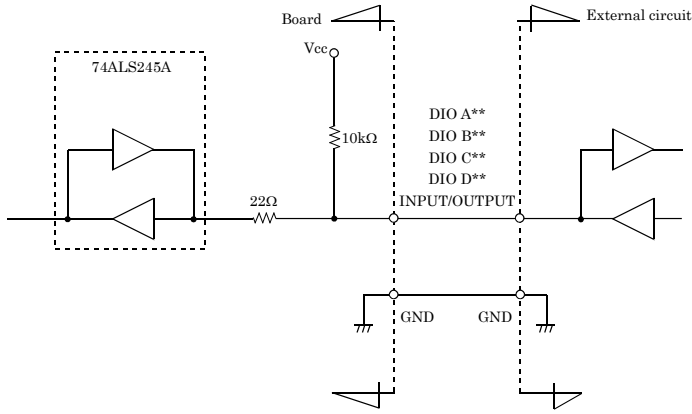 Board
External circuit
Vcc
74ALS245A
10kΩ
DIO A**
DIO B**
DIO C**
DIO D**
INPUT/OUTPUT
22Ω
GND
GND